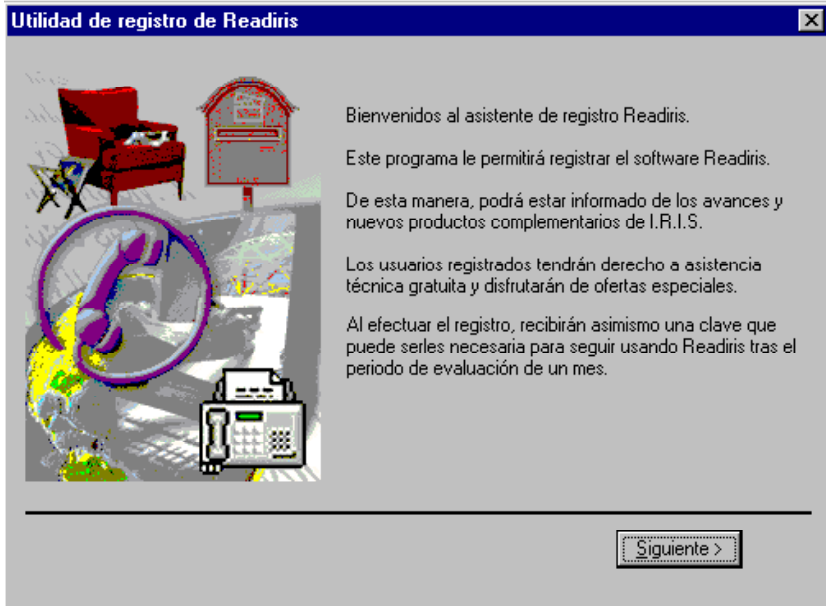 Utilidad de registro de Readiris
Bienvenidos al asistente de registro Readiris.
Este programa le permitirá registrar el software Readiris.
De esta manera, podrá estar informado de los avances y
nuevos productos complementarios de I.R.I.S.
Los usuarios registrados tendrán derecho a asistencia
técnica gratuita y disfrutarán de ofertas especiales.
Al efectuar el registro, recibirán asimismo una clave que
puede serles necesaria para seguir usando Readiris tras el
periodo de evaluación de un mes.
Siguiente >